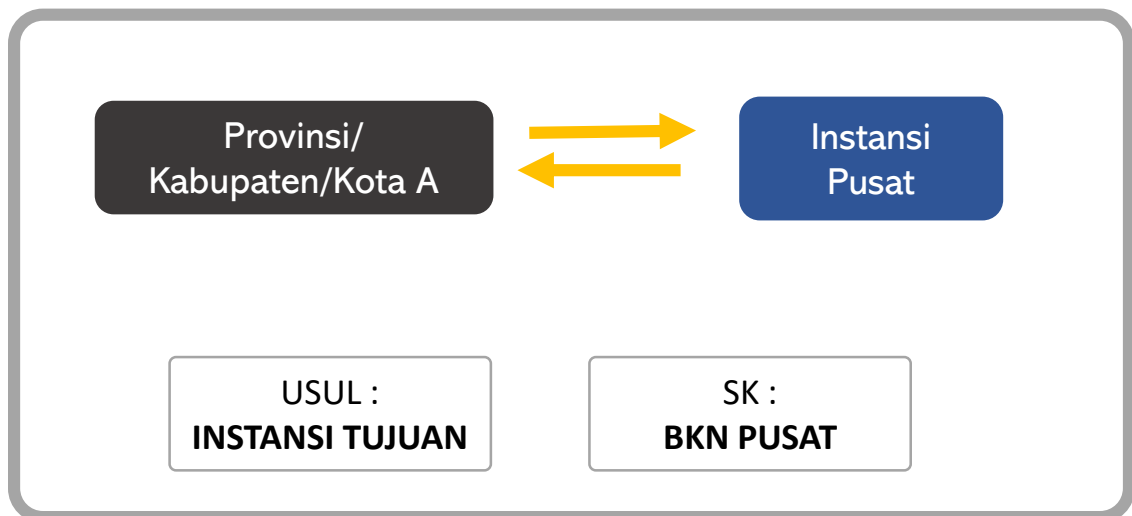 Provinsi/
Kabupaten/Kota A
Instansi
Pusat
USUL :
INSTANSI TUJUAN
SK :
BKN PUSAT